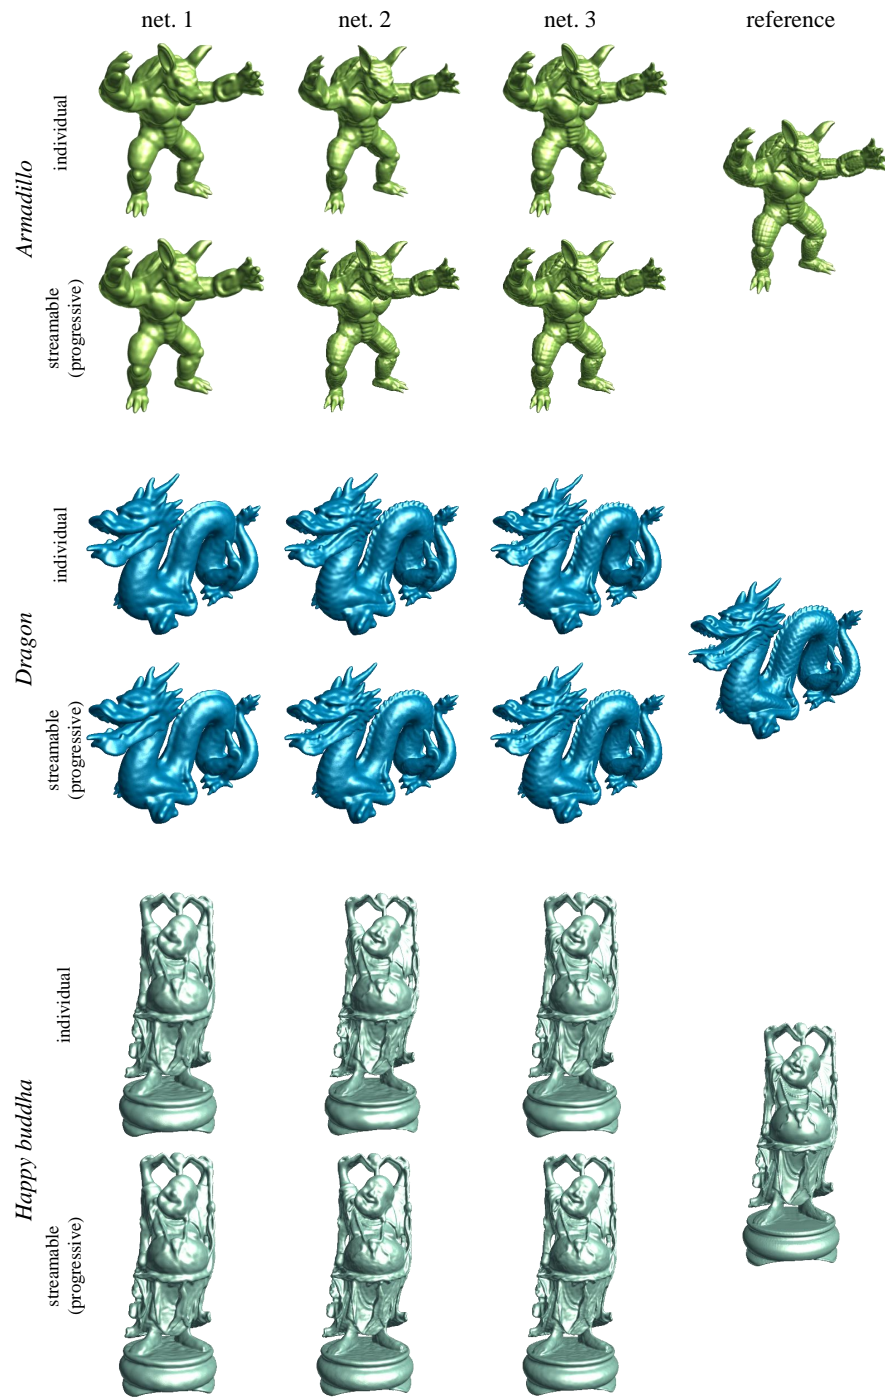 net. 1
net. 2
net. 3
reference
Armadillo
individual
streamable
(progressive)
Dragon
individual
streamable
(progressive)
Happy buddha
individual
streamable
(progressive)